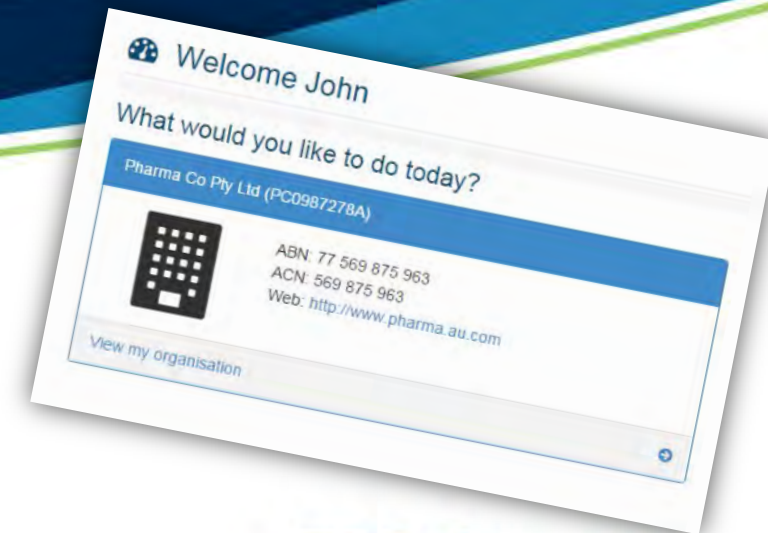 Welcome John
What would you like to do today?
Pharma Co Pty Ltd (PC0987278A)
ABN: 77 569 875 963
ACN: 569 875 963
Web: http://www.pharma.au.com
View my organisation